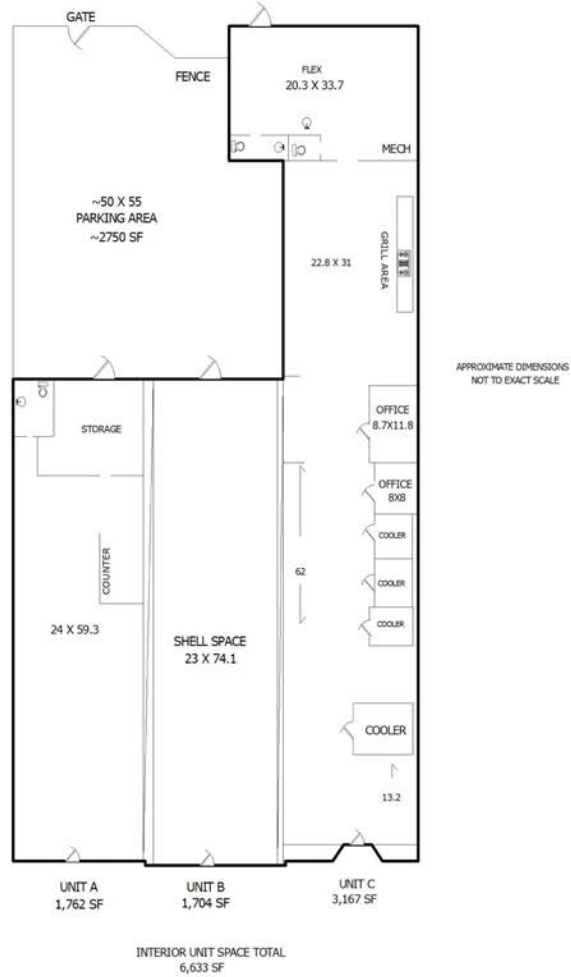 GATE
FENCE
FLEX
20.3 X 33.7
MECH
~50 X 55
PARKING AREA
~2750 SF
22.8 X 31
GRILL AREA
APPROXIMATE DIMENSIONS
NOT TO EXACT SCALE
STORAGE
OFFICE
8.7X11.8
OFFICE
8X8
COOLER
COOLER
COOLER
COUNTER
62
24 X 59.3
SHELL SPACE
23 X 74.1
COOLER
13.2
UNIT A
1,762 SF
UNIT B
1,704 SF
UNIT C
3,167 SF
INTERIOR UNIT SPACE TOTAL
6,633 SF